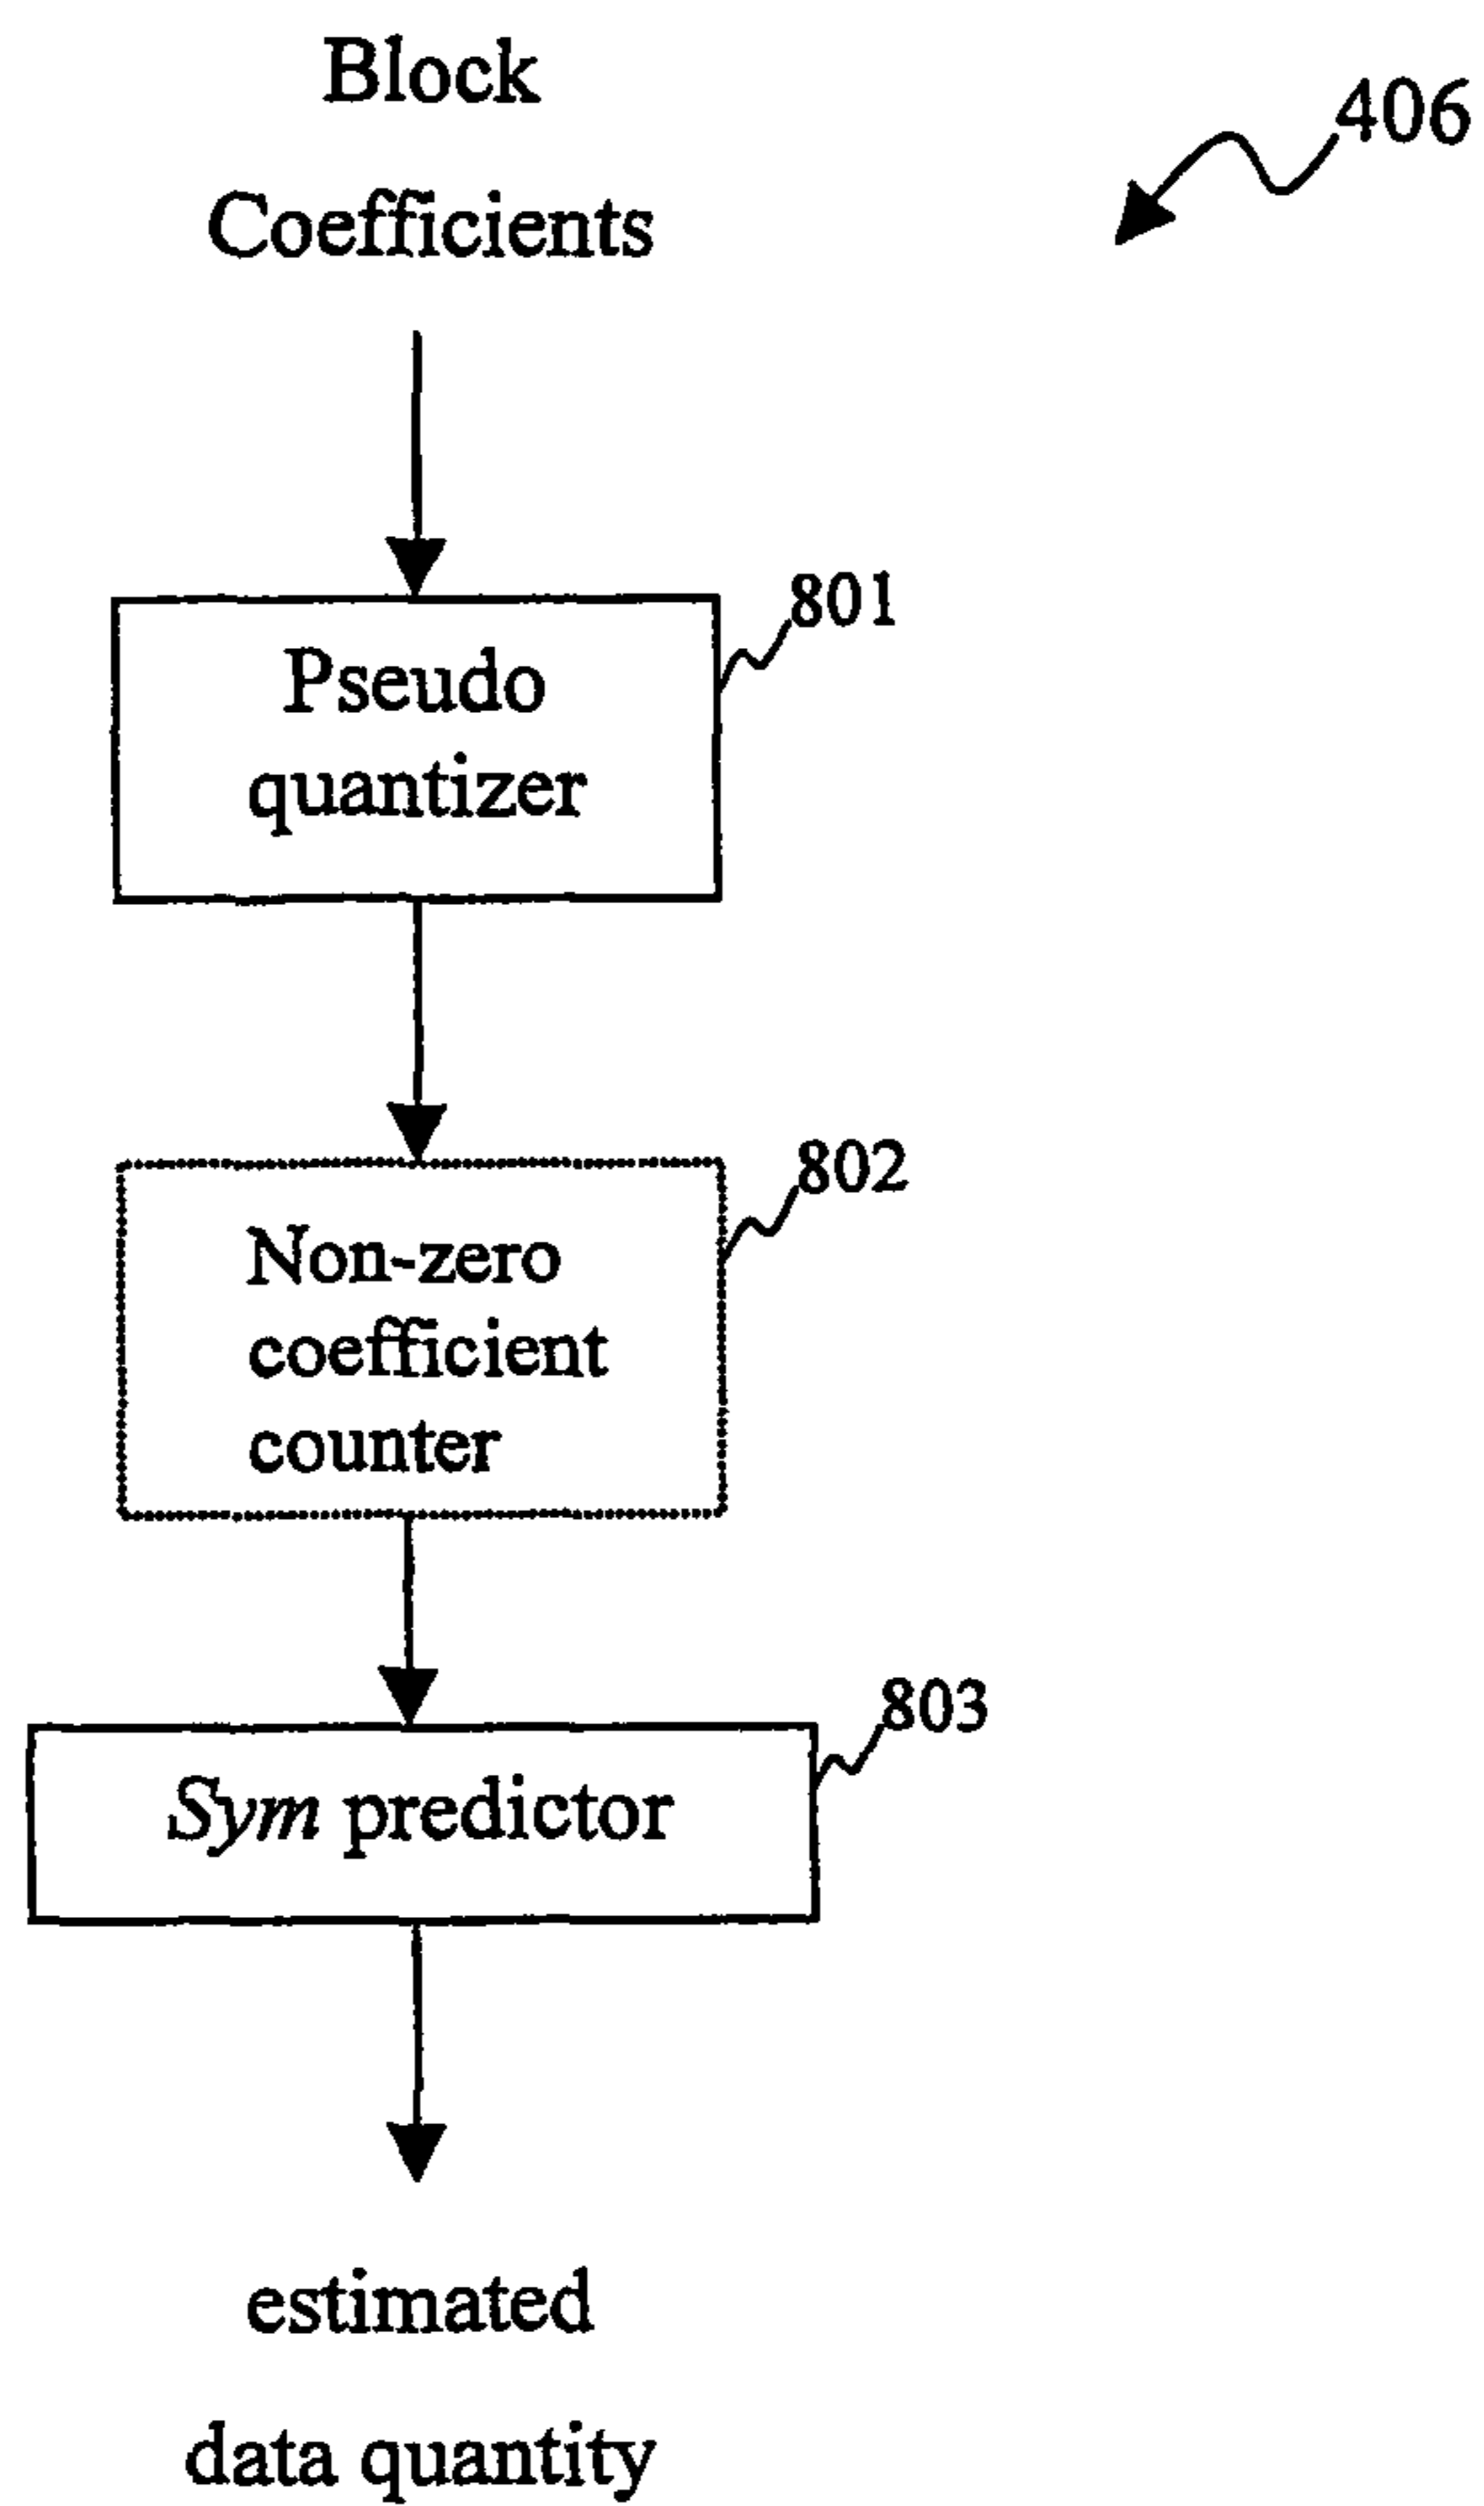 Block
406
Coefficients
801
Pseudo
quantizer
802
Non-zero
coefficient
counter
803
Sym predictor
estimated
data quantity